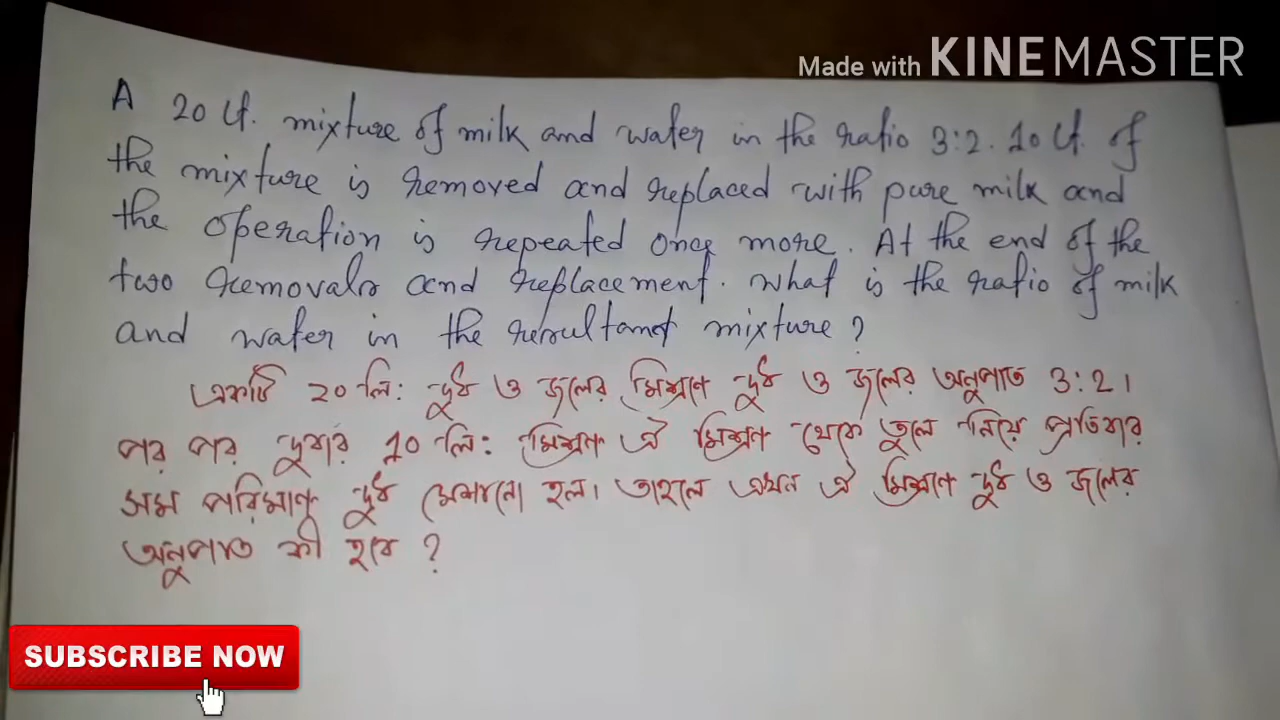 Made with KINEMASTER
A 20 lt. mixture of milk and water in the ratio 3:2. 10 lt. of
the mixture is removed and replaced with pure milk and
the operation is repeated once more. At the end of the
two removals and replacement. What is the ratio of milk
and water in the resultant mixture ?
একটি ২০ লি: দুধ ও জলের মিশ্রণে দুধ ও জলের অনুপাত 3:2।
পর পর দুবার 10 লি: মিশ্রণ ঐ মিশ্রণ থেকে তুলে নিয়ে প্রতিবার
সম পরিমাণ দুধ মেশানো হল। তাহলে এখন ঐ মিশ্রণে দুধ ও জলের
অনুপাত কী হবে ?
SUBSCRIBE NOW